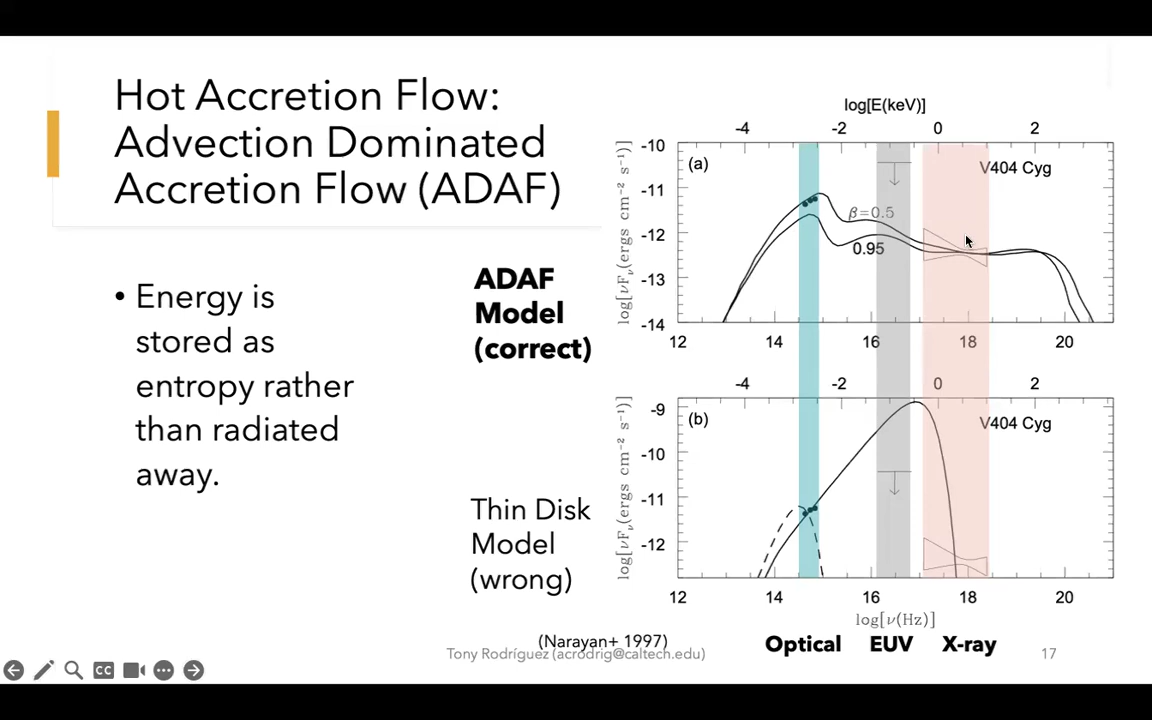 Hot Accretion Flow:
Advection Dominated
Accretion Flow (ADAF)
• Energy is
stored as
entropy rather
than radiated
away.
ADAF
Model
(correct)
Thin Disk
Model
(wrong)
log[E(keV)]
-4 -2 0 2
(a)
V404 Cyg
β=0.5
0.95
log[νFν(ergs cm⁻² s⁻¹)]
-10
-11
-12
-13
-14
12 14 16 18 20
-4 -2 0 2
(b)
V404 Cyg
log[νFν(ergs cm⁻² s⁻¹)]
-9
-10
-11
-12
12 14 16 18 20
log[ν(Hz)]
Optical EUV X-ray
(Narayan+ 1997)
Tony Rodríguez (acrodrig@caltech.edu)
17
CC